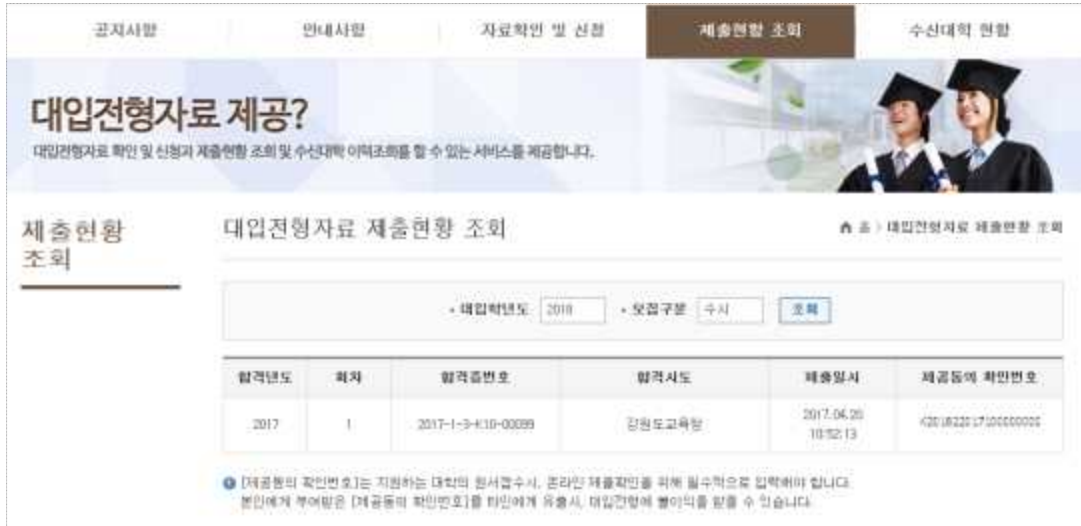 공지사항 안내사항 자료확인 및 신청 제출현황 조회 수신대학 현황
대입전형자료 제공?
대입전형자료 확인 및 신청과 제출현황 조회 및 수신대학 이력조회를 할 수 있는 서비스를 제공합니다.
제출현황
조회
대입전형자료 제출현황 조회
홈 > 대입전형자료 제출현황 조회
• 대입학년도 2018 • 모집구분 수시 조회
합격년도 회차 합격증번호 합격시도 제출일시 제공동의 확인번호
2017 1 2017-1-3-K10-00099 강원도교육청 2017.04.20
10:52:13
[제공동의 확인번호]는 지원하는 대학의 원서접수시, 온라인 제출확인을 위해 필수적으로 입력해야 합니다.
본인에게 부여받은 [제공동의 확인번호]를 타인에게 유출시, 대입전형에 불이익을 받을 수 있습니다.